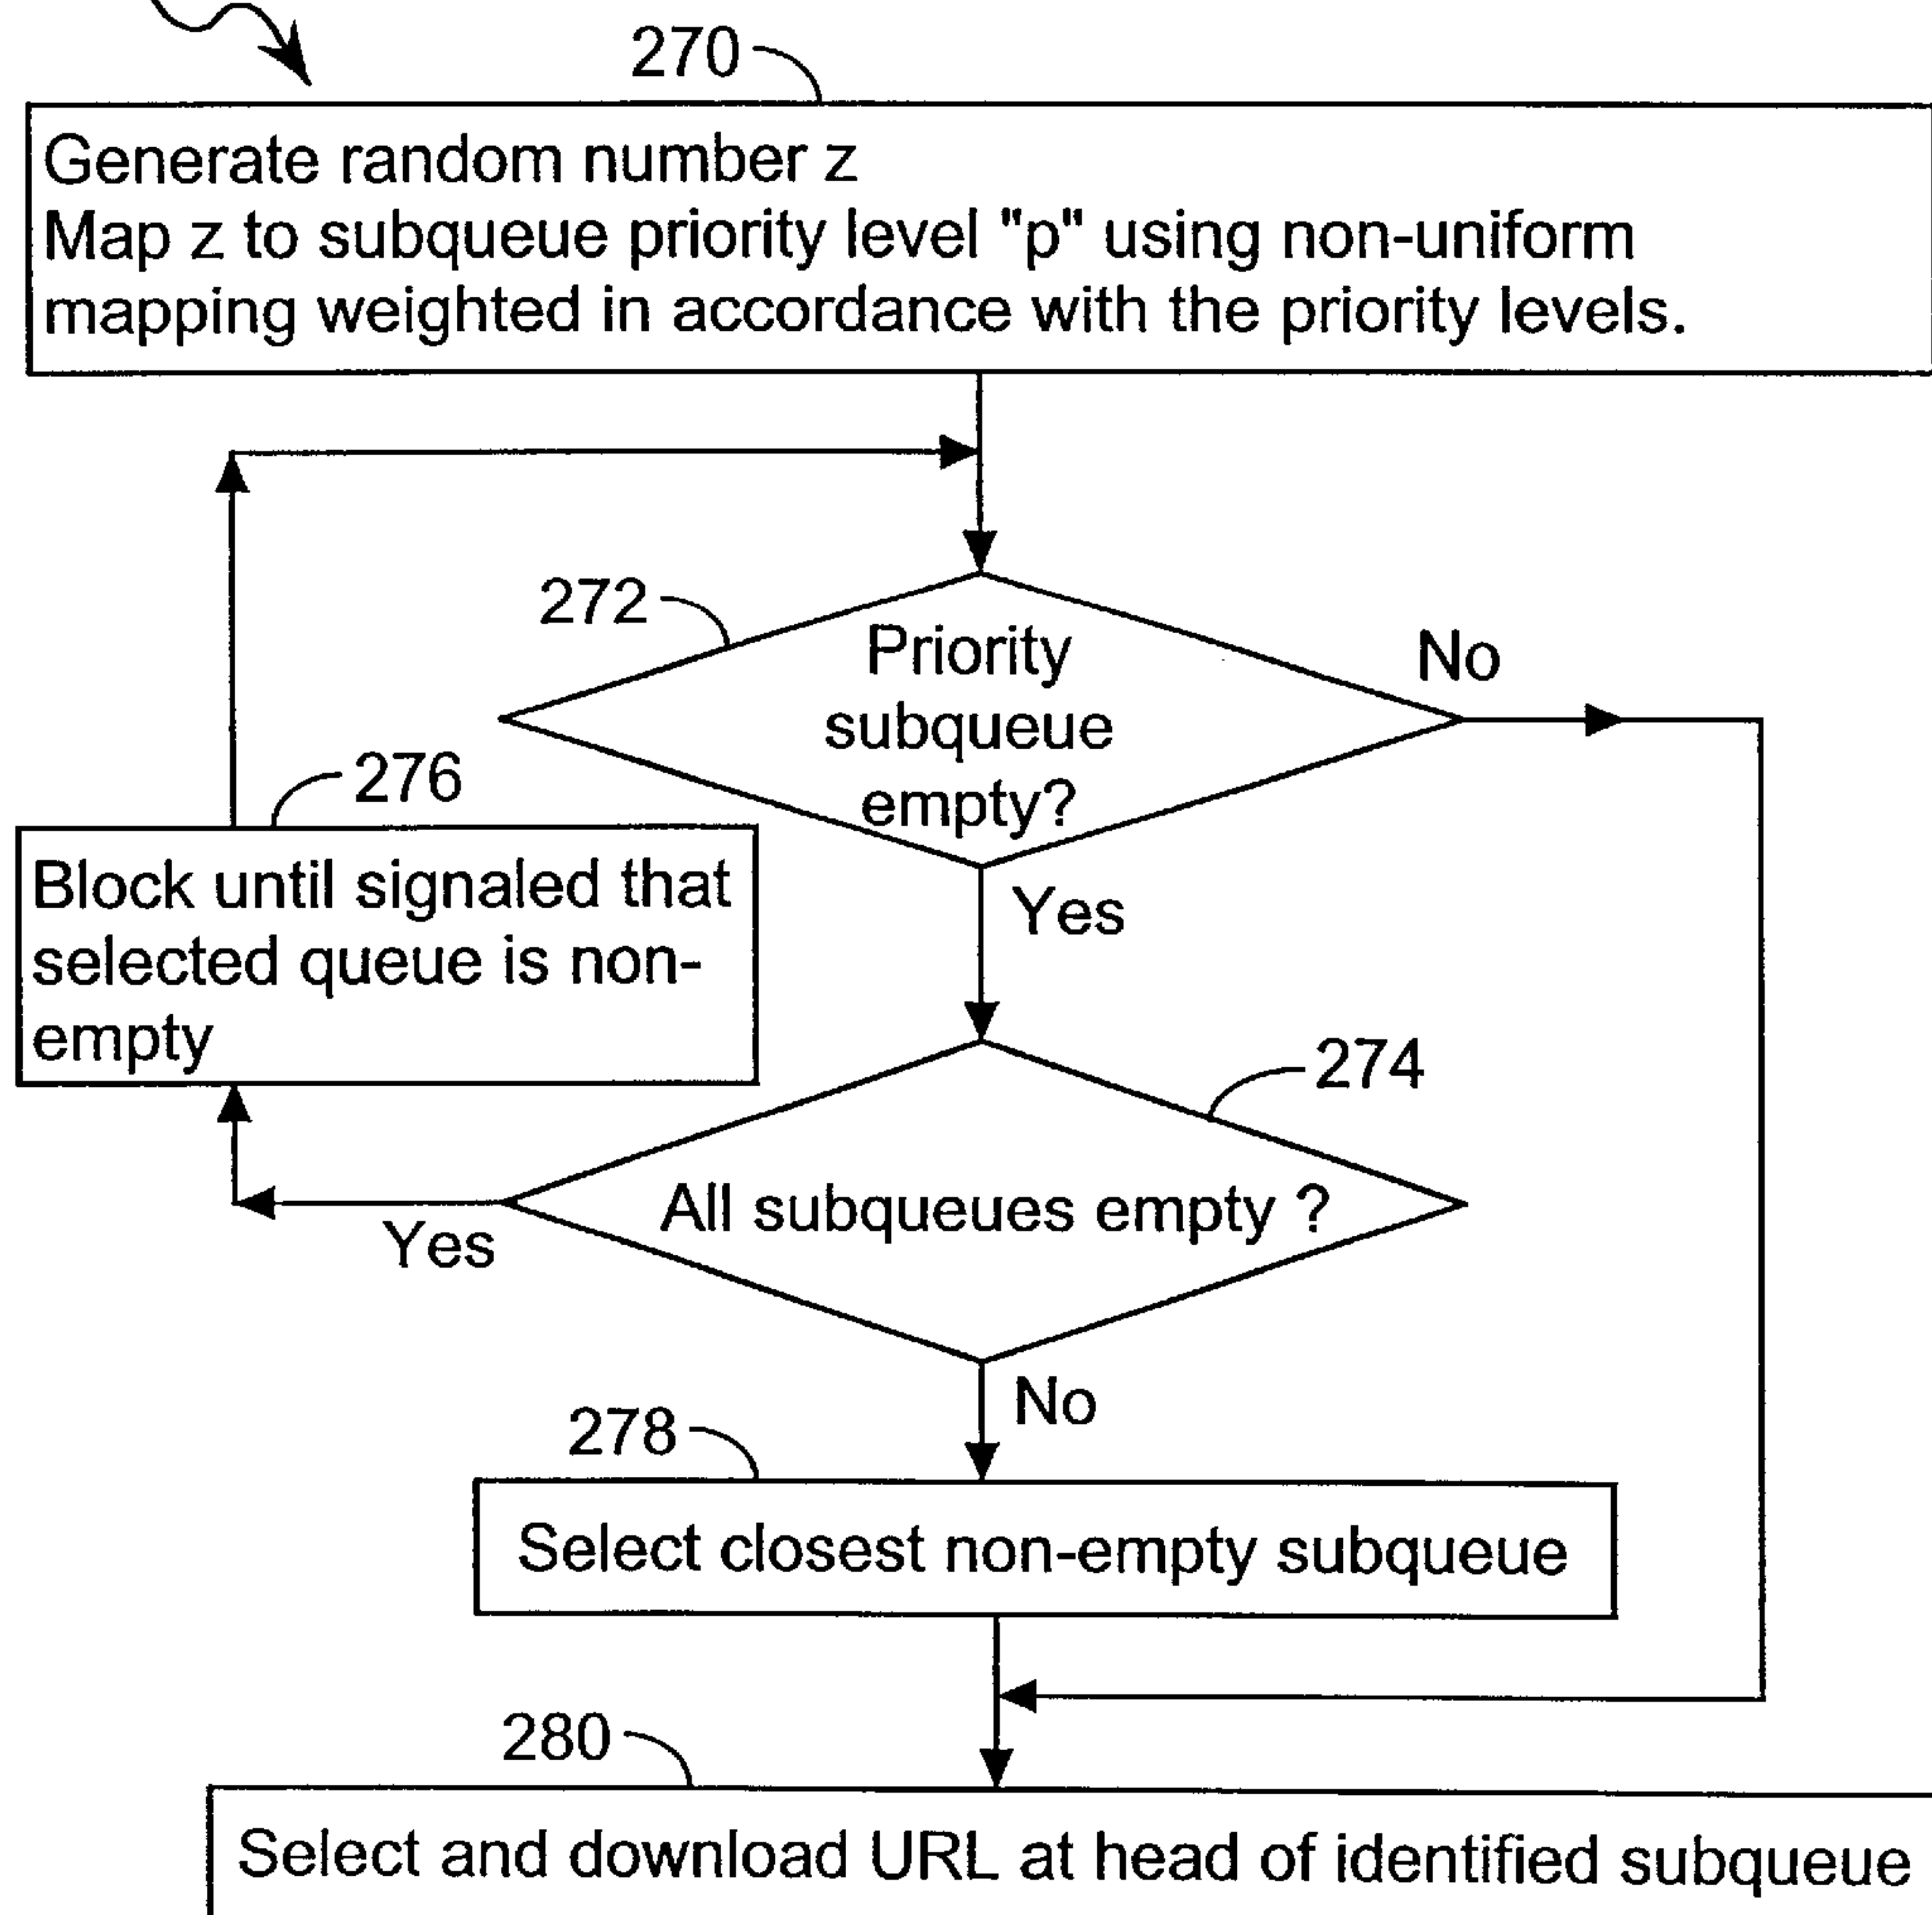 270
Generate random number z
Map z to subqueue priority level "p" using non-uniform
mapping weighted in accordance with the priority levels.
272
Priority
subqueue
empty?
No
276
Block until signaled that
selected queue is non-
empty
Yes
274
All subqueues empty ?
Yes
No
278
Select closest non-empty subqueue
280
Select and download URL at head of identified subqueue